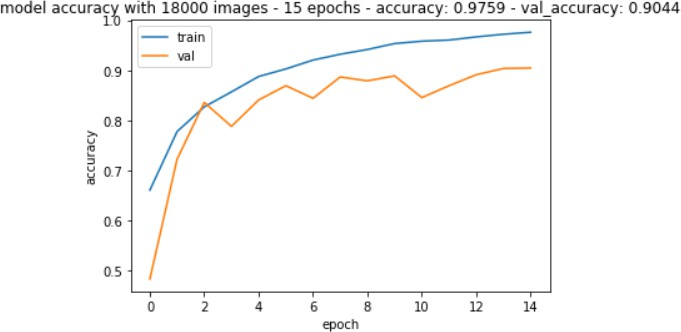 model accuracy with 18000 images - 15 epochs - accuracy: 0.9759 - val_accuracy: 0.9044
1.0
train
val
0.9
0.8
accuracy
0.7
0.6
0.5
0 2 4 6 8 10 12 14
epoch